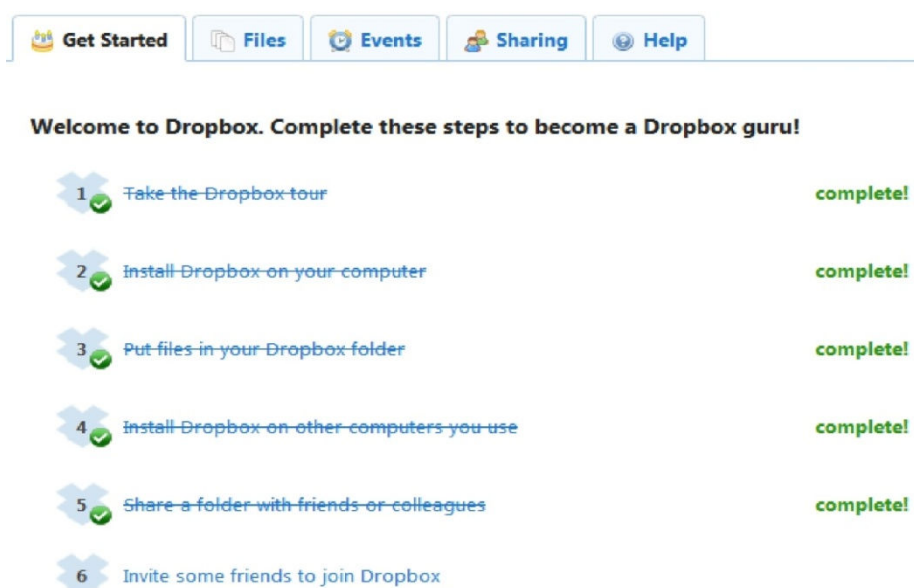 Get Started Files Events Sharing Help
Welcome to Dropbox. Complete these steps to become a Dropbox guru!
1 Take the Dropbox tour complete!
2 Install Dropbox on your computer complete!
3 Put files in your Dropbox folder complete!
4 Install Dropbox on other computers you use complete!
5 Share a folder with friends or colleagues complete!
6 Invite some friends to join Dropbox